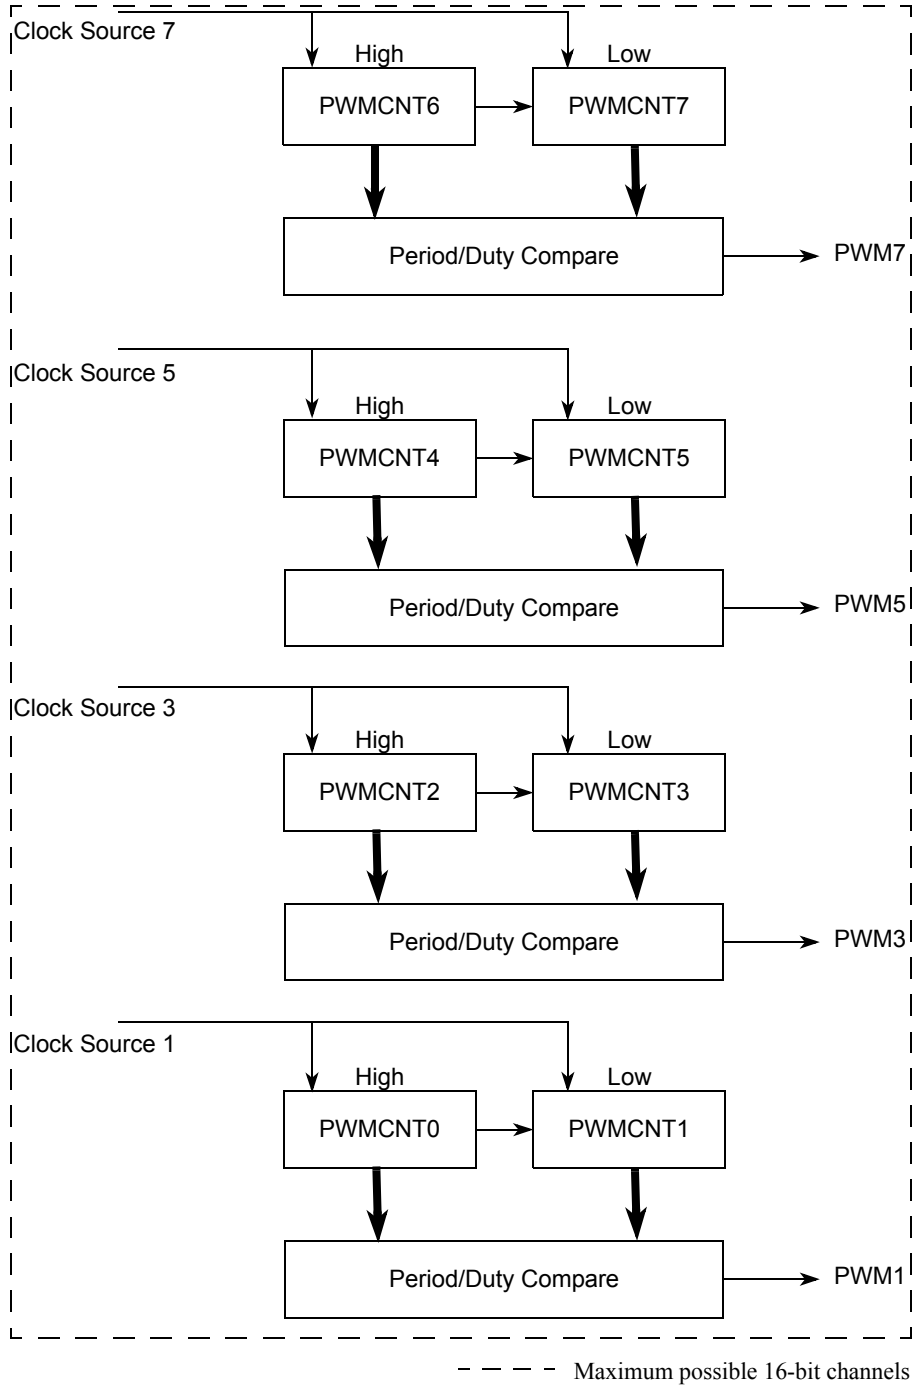 Clock Source 7
High Low
PWMCNT6 PWMCNT7
Period/Duty Compare PWM7
Clock Source 5
High Low
PWMCNT4 PWMCNT5
Period/Duty Compare PWM5
Clock Source 3
High Low
PWMCNT2 PWMCNT3
Period/Duty Compare PWM3
Clock Source 1
High Low
PWMCNT0 PWMCNT1
Period/Duty Compare PWM1
Maximum possible 16-bit channels